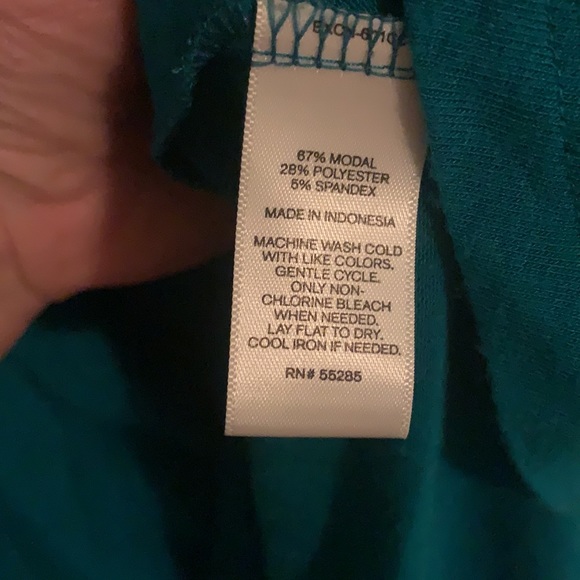 67% MODAL
28% POLYESTER
5% SPANDEX
MADE IN INDONESIA
MACHINE WASH COLD
WITH LIKE COLORS.
GENTLE CYCLE.
ONLY NON-
CHLORINE BLEACH
WHEN NEEDED.
LAY FLAT TO DRY.
COOL IRON IF NEEDED.
RN# 55285